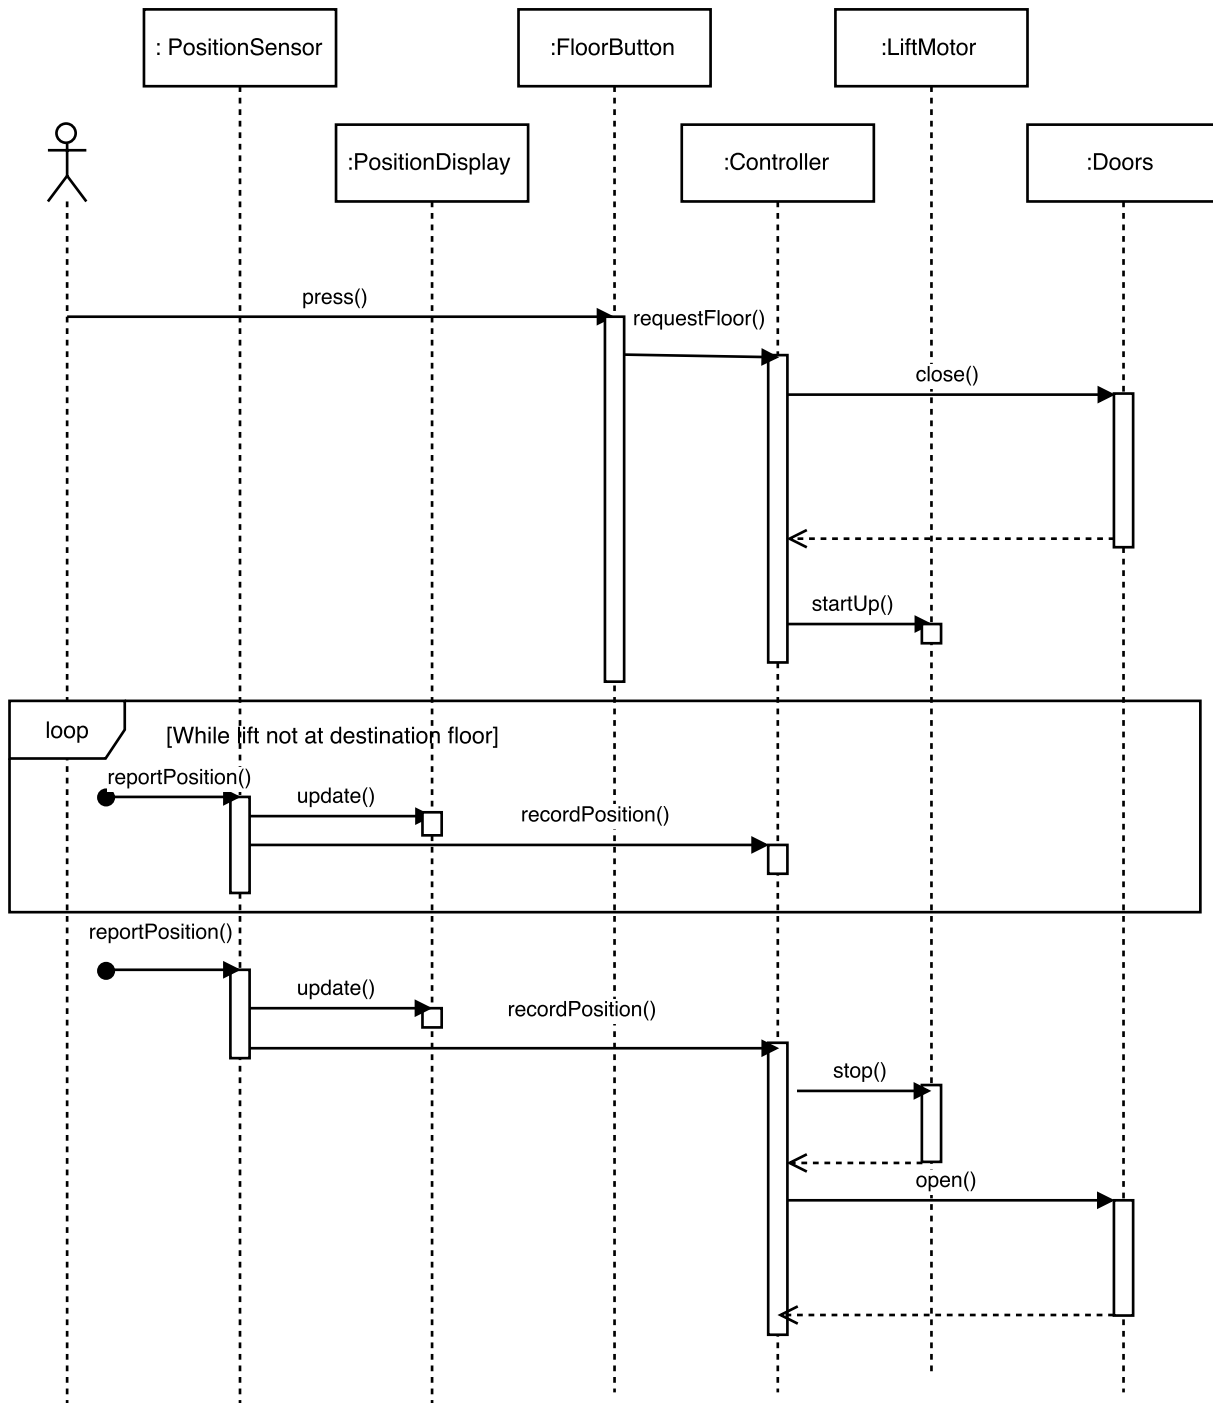 : PositionSensor
:FloorButton
:LiftMotor
:PositionDisplay
:Controller
:Doors
press()
requestFloor()
close()
startUp()
loop
[While lift not at destination floor]
reportPosition()
update()
recordPosition()
reportPosition()
update()
recordPosition()
stop()
open()